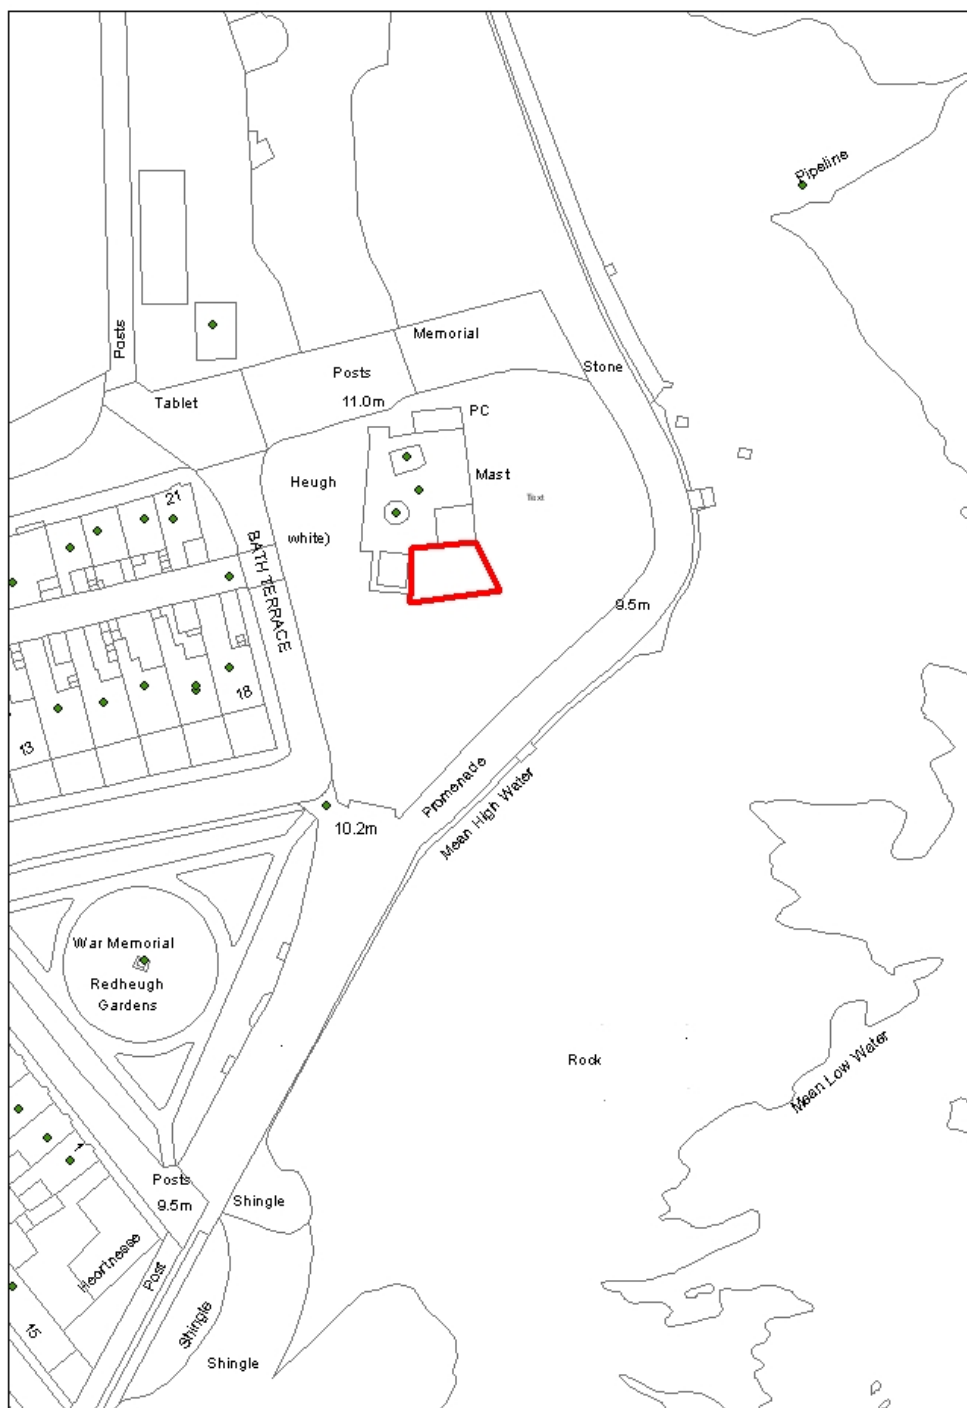 Pipeline
Posts
Memorial
Stone
Posts
11.0m
Tablet
PC
Mast
Heugh
21
Text
white)
BATH TERRACE
9.5m
18
13
Promenade
Mean High Water
10.2m
War Memorial
Redheugh
Gardens
Rock
Mean Low Water
1
Posts
9.5m
Shingle
Heortnesse
Post
Shingle
15
Shingle